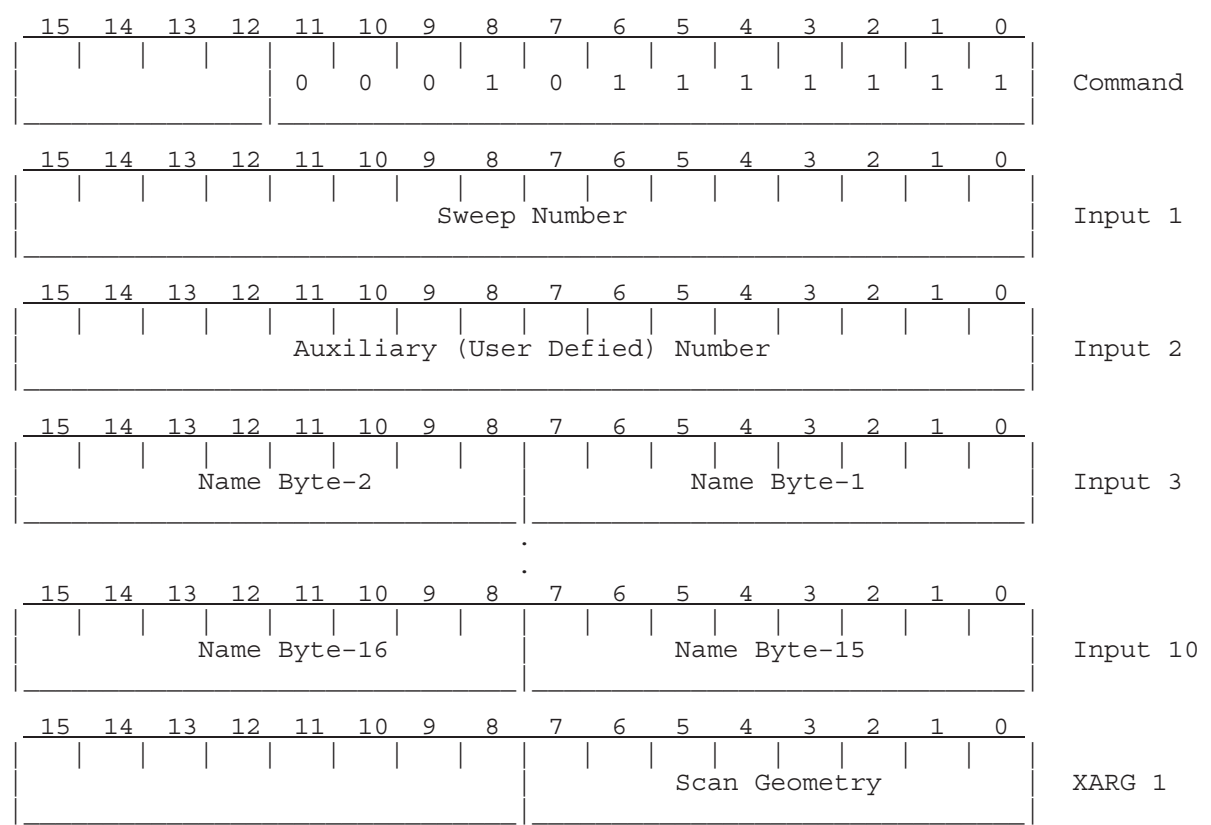 15 14 13 12 11 10 9 8 7 6 5 4 3 2 1 0
0 0 0 1 0 1 1 1 1 1 1 1 Command
15 14 13 12 11 10 9 8 7 6 5 4 3 2 1 0
Sweep Number Input 1
15 14 13 12 11 10 9 8 7 6 5 4 3 2 1 0
Auxiliary (User Defied) Number Input 2
15 14 13 12 11 10 9 8 7 6 5 4 3 2 1 0
Name Byte-2 Name Byte-1 Input 3
.
.
15 14 13 12 11 10 9 8 7 6 5 4 3 2 1 0
Name Byte-16 Name Byte-15 Input 10
15 14 13 12 11 10 9 8 7 6 5 4 3 2 1 0
Scan Geometry XARG 1